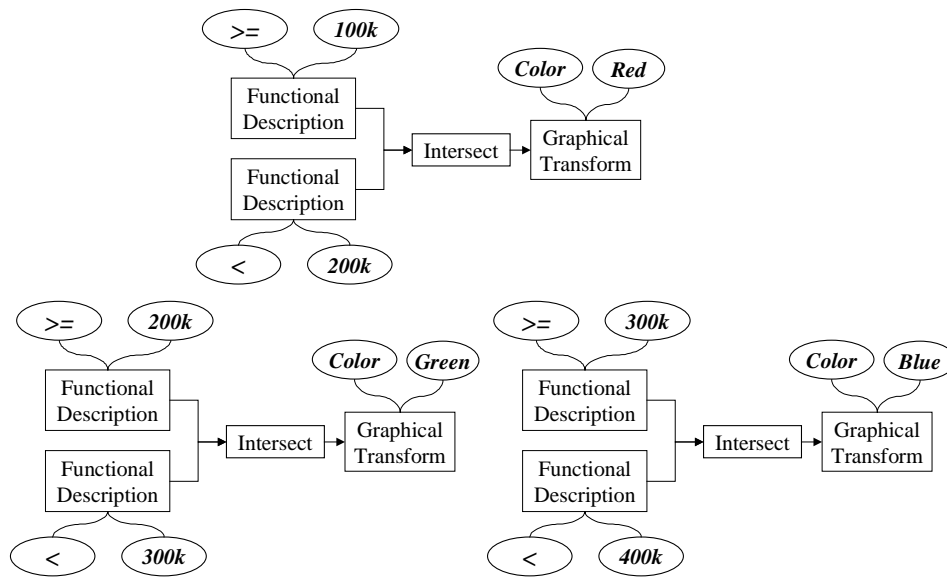 >= 100k
Color Red
Functional
Description
Intersect
Graphical
Transform
Functional
Description
< 200k
>= 200k
Color Green
Functional
Description
Intersect
Graphical
Transform
Functional
Description
< 300k
>= 300k
Color Blue
Functional
Description
Intersect
Graphical
Transform
Functional
Description
< 400k